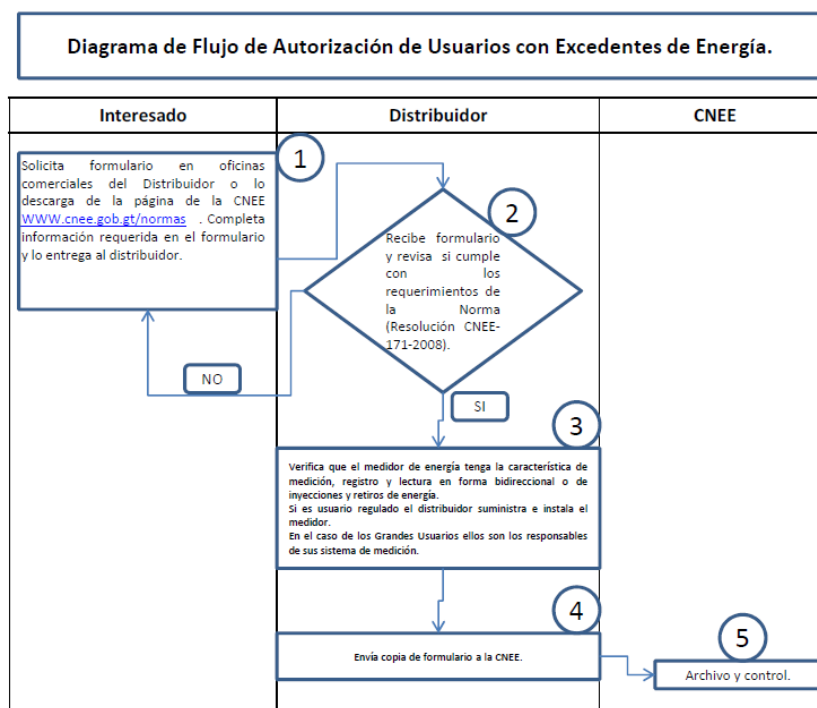 Diagrama de Flujo de Autorización de Usuarios con Excedentes de Energía.
Interesado
Distribuidor
CNEE
1
Solicita formulario en oficinas
comerciales del Distribuidor o lo
descarga de la página de la CNEE
WWW.cnee.gob.gt/normas . Completa
información requerida en el formulario
y lo entrega al distribuidor.
2
Recibe formulario
y revisa si cumple
con los
requerimientos de
la Norma
(Resolución CNEE-
171-2008).
NO
SI
3
Verifica que el medidor de energía tenga la característica de
medición, registro y lectura en forma bidireccional o de
inyecciones y retiros de energía.
Si es usuario regulado el distribuidor suministra e instala el
medidor.
En el caso de los Grandes Usuarios ellos son los responsables
de sus sistema de medición.
4
Envía copia de formulario a la CNEE.
5
Archivo y control.